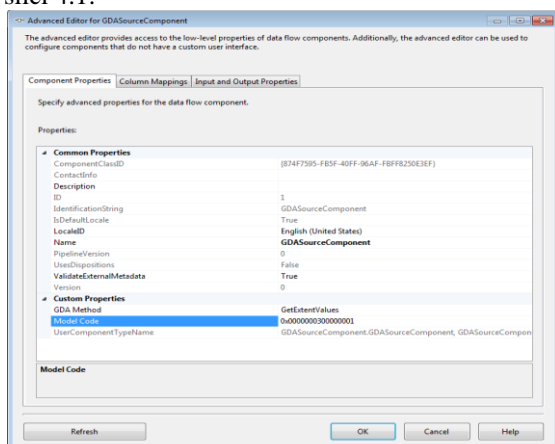 Advanced Editor for GDASourceComponent
The advanced editor provides access to the low-level properties of data flow components. Additionally, the advanced editor can be used to
configure components that do not have a custom user interface.
Component Properties Column Mappings Input and Output Properties
Specify advanced properties for the data flow component.
Properties:
Common Properties
ComponentClassID {874F7595-FB5F-40FF-96AF-FBFF8250E3EF}
ContactInfo
Description
ID 1
IdentificationString GDASourceComponent
IsDefaultLocale True
LocaleID English (United States)
Name GDASourceComponent
PipelineVersion 0
UsesDispositions False
ValidateExternalMetadata True
Version 0
Custom Properties
GDA Method GetExtentValues
Model Code 0x0000000300000001
UserComponentTypeName GDASourceComponent.GDASourceComponent, GDASourceCompon
Model Code
Refresh OK Cancel Help